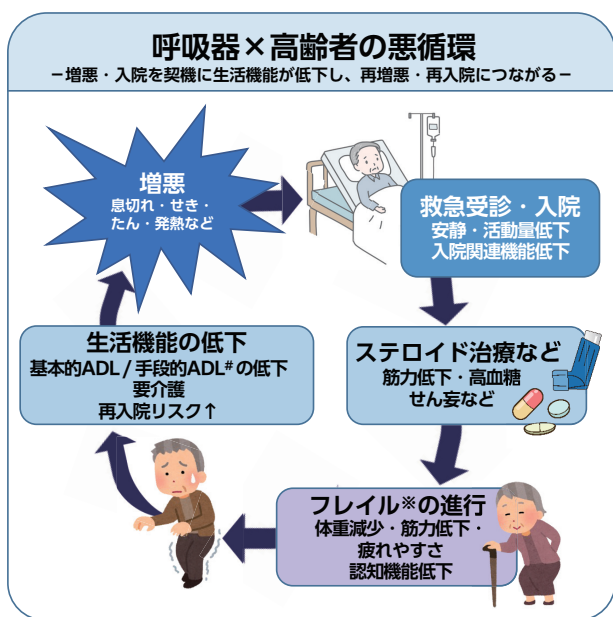 呼吸器×高齢者の悪循環
−増悪・入院を契機に生活機能が低下し、再増悪・再入院につながる−
増悪
息切れ・せき・
たん・発熱など
救急受診・入院
安静・活動量低下
入院関連機能低下
ステロイド治療など
筋力低下・高血糖
せん妄など
フレイル※の進行
体重減少・筋力低下・
疲れやすさ
認知機能低下
生活機能の低下
基本的ADL / 手段的ADL#の低下
要介護
再入院リスク↑